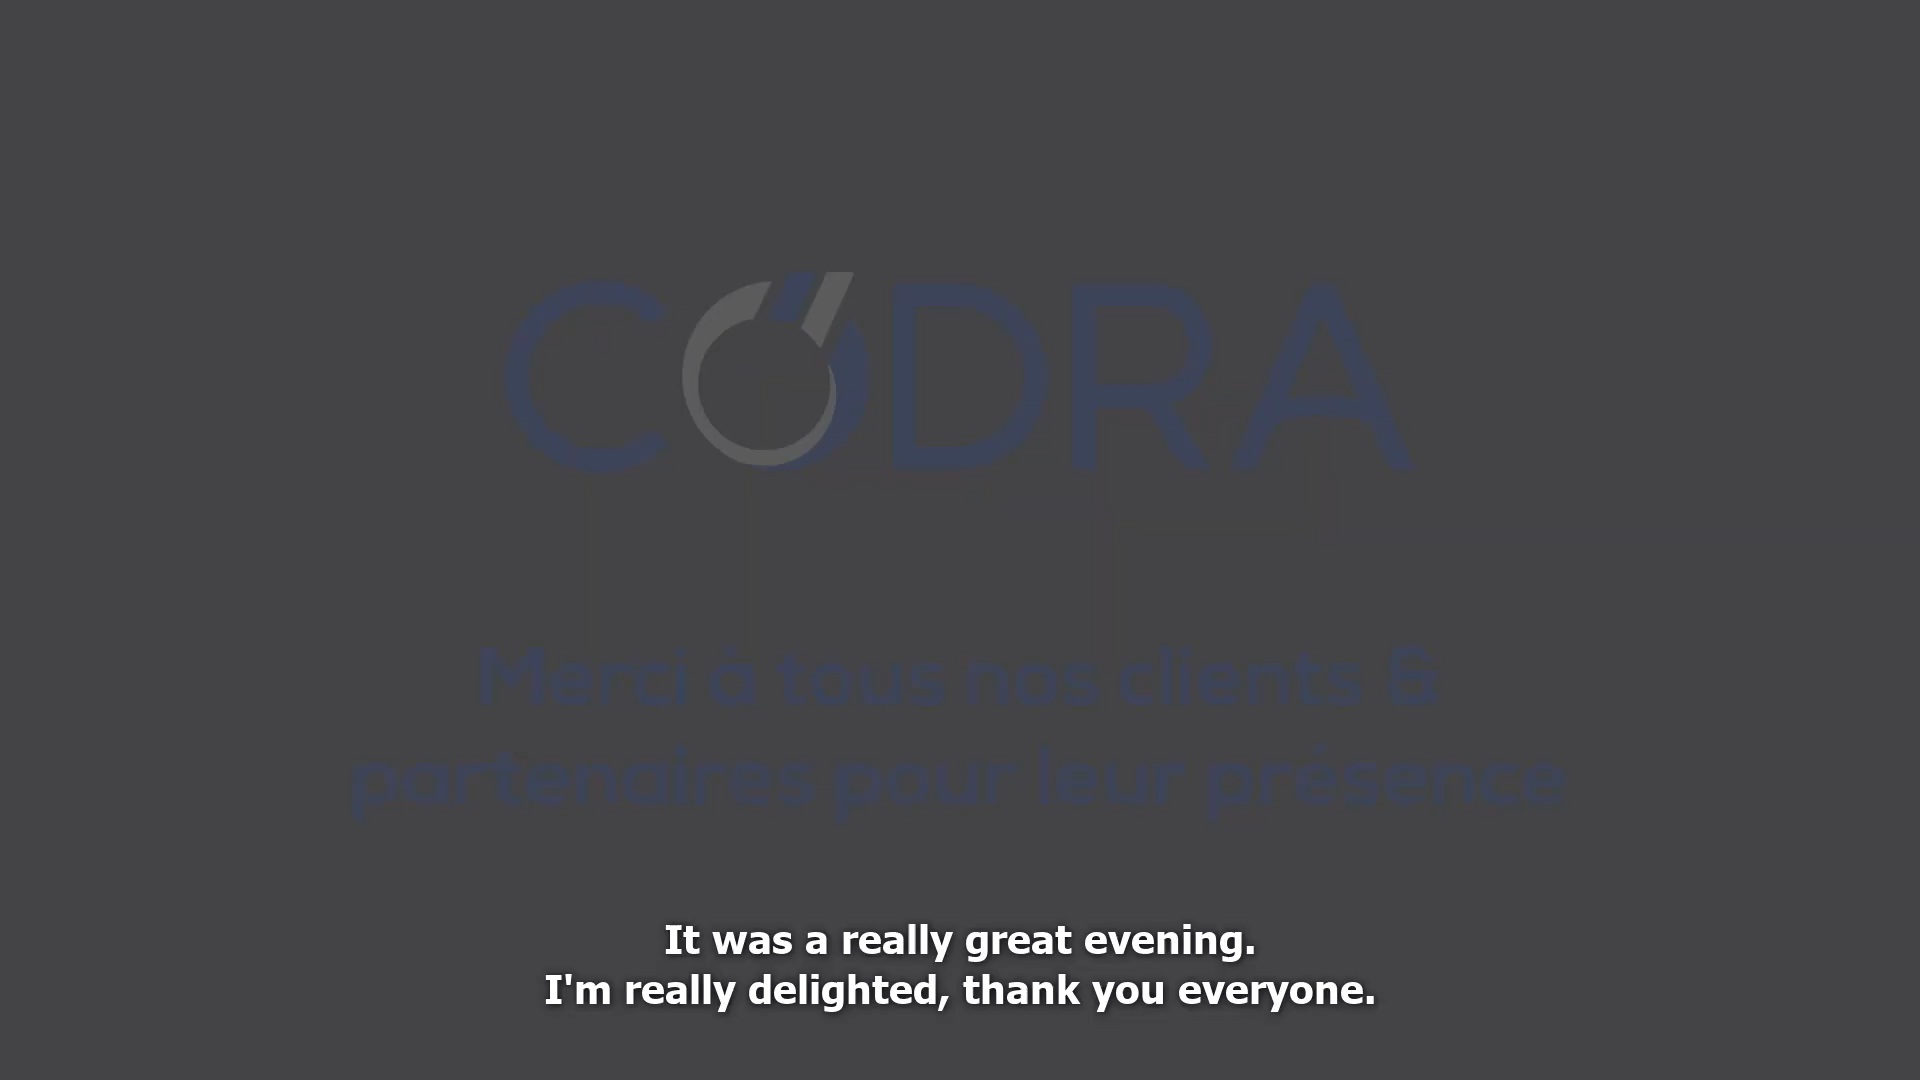 CODRA
Merci à tous nos clients &
partenaires pour leur présence
It was a really great evening.
I'm really delighted, thank you everyone.